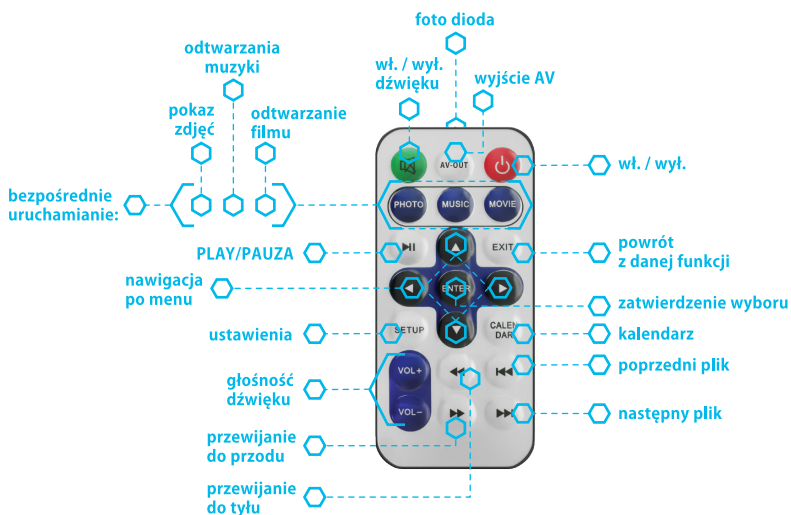 foto dioda
odtwarzania
muzyki
wł. / wył.
dźwięku
wyjście AV
pokaz
zdjęć
odtwarzanie
filmu
AV-OUT
wł. / wył.
bezpośrednie
uruchamianie:
PHOTO
MUSIC
MOVIE
PLAY/PAUZA
EXIT
powrót
z danej funkcji
nawigacja
po menu
ENTER
zatwierdzenie wyboru
ustawienia
SETUP
CALEN
DAR
kalendarz
głośność
dźwięku
VOL+
poprzedni plik
VOL−
następny plik
przewijanie
do przodu
przewijanie
do tyłu